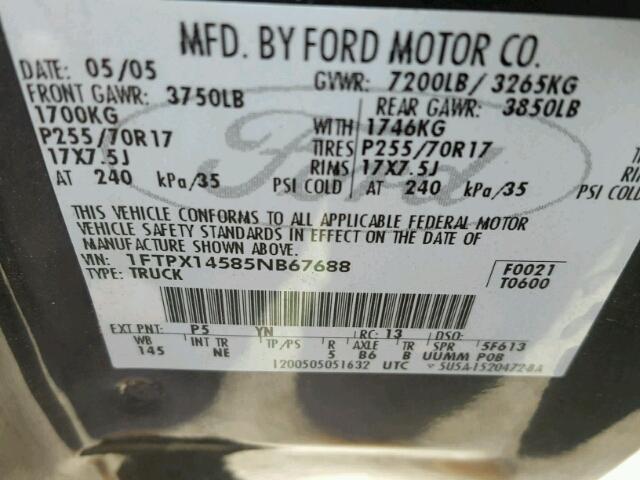 MFD. BY FORD MOTOR CO.
DATE: 05/05 GVWR: 7200LB/ 3265KG
FRONT GAWR: 3750LB REAR GAWR: 3850LB
1700KG WITH 1746KG
P255/70R17 TIRES P255/70R17 TIRE
17X7.5J RIMS 17X7.5J RIM
AT 240 kPa/35 PSI COLD AT 240 kPa/35 PSI COLD
Ford
THIS VEHICLE CONFORMS TO ALL APPLICABLE FEDERAL MOTOR
VEHICLE SAFETY STANDARDS IN EFFECT ON THE DATE OF
MANUFACTURE SHOWN ABOVE.
VIN: 1FTPX14585NB67688 F0021
TYPE: TRUCK T0600
EXT PNT: P5 YN RC: 13 DSO:
WB INT TR TP/PS R AXLE TR SPR 5F613
145 NE 5 B6 B UUMM POB
1200505051632 UTC 5U5A-1520472-BA